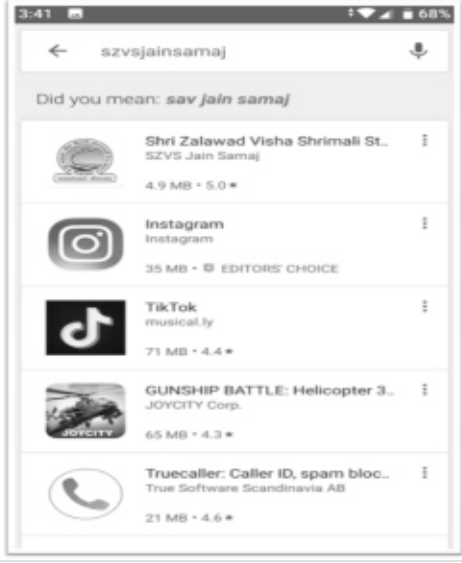 3:41 68%
szvsjainsamaj
Did you mean: sav jain samaj
Shri Zalawad Visha Shrimali St..
SZVS Jain Samaj
4.9 MB • 5.0 ★
Instagram
Instagram
35 MB • EDITORS' CHOICE
TikTok
musical.ly
71 MB • 4.4 ★
GUNSHIP BATTLE: Helicopter 3..
JOYCITY Corp.
JOYCITY
65 MB • 4.3 ★
Truecaller: Caller ID, spam bloc..
True Software Scandinavia AB
21 MB • 4.6 ★